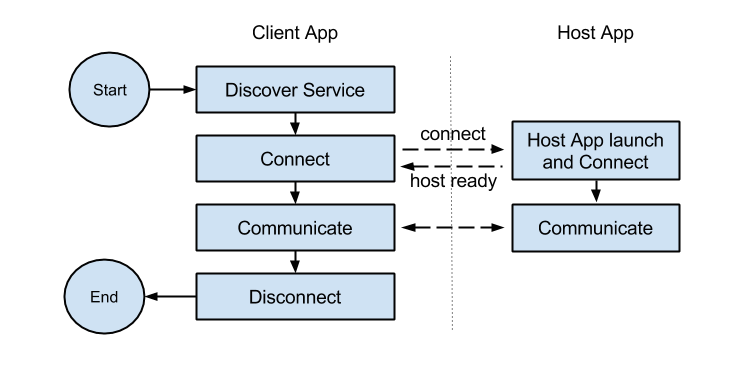 Client App
Host App
Start
Discover Service
connect
Connect
host ready
Host App launch
and Connect
Communicate
Communicate
End
Disconnect